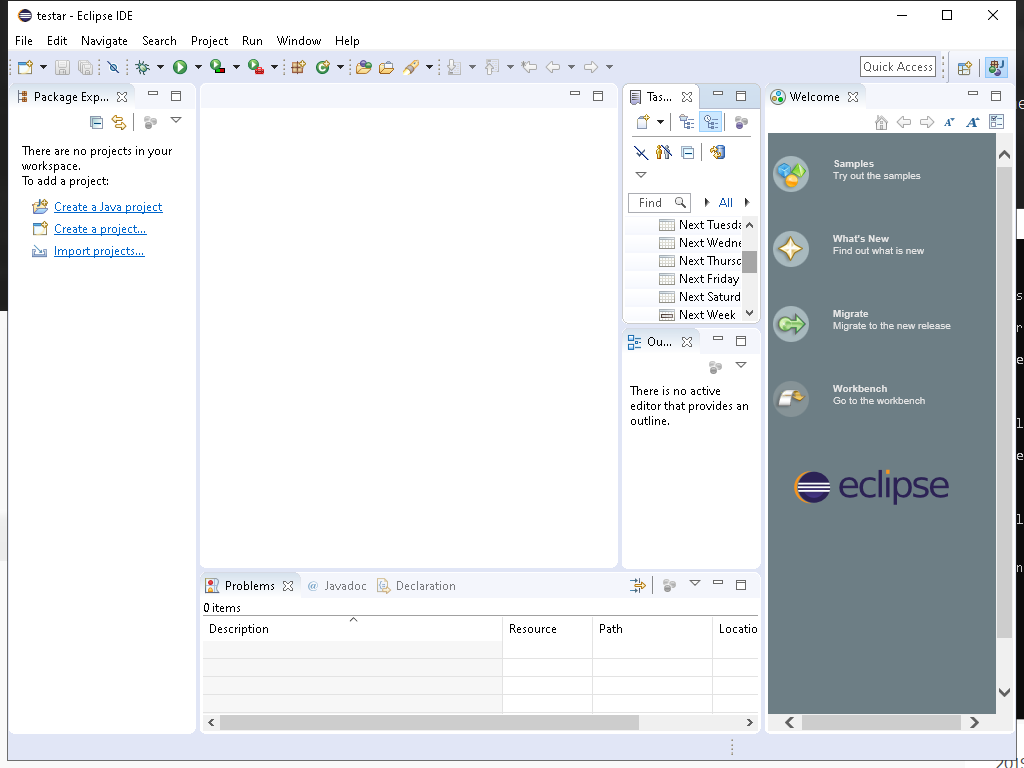 testar - Eclipse IDE
File Edit Navigate Search Project Run Window Help
Quick Access
Package Exp...
There are no projects in your
workspace.
To add a project:
Create a Java project
Create a project...
Import projects...
Tas...
Find
All
Next Tuesda
Next Wedne
Next Thursd
Next Friday
Next Saturd
Next Week
Ou...
There is no active
editor that provides an
outline.
Welcome
Samples
Try out the samples
What's New
Find out what is new
Migrate
Migrate to the new release
Workbench
Go to the workbench
eclipse
Problems @ Javadoc Declaration
0 items
Description Resource Path Locatio
2019